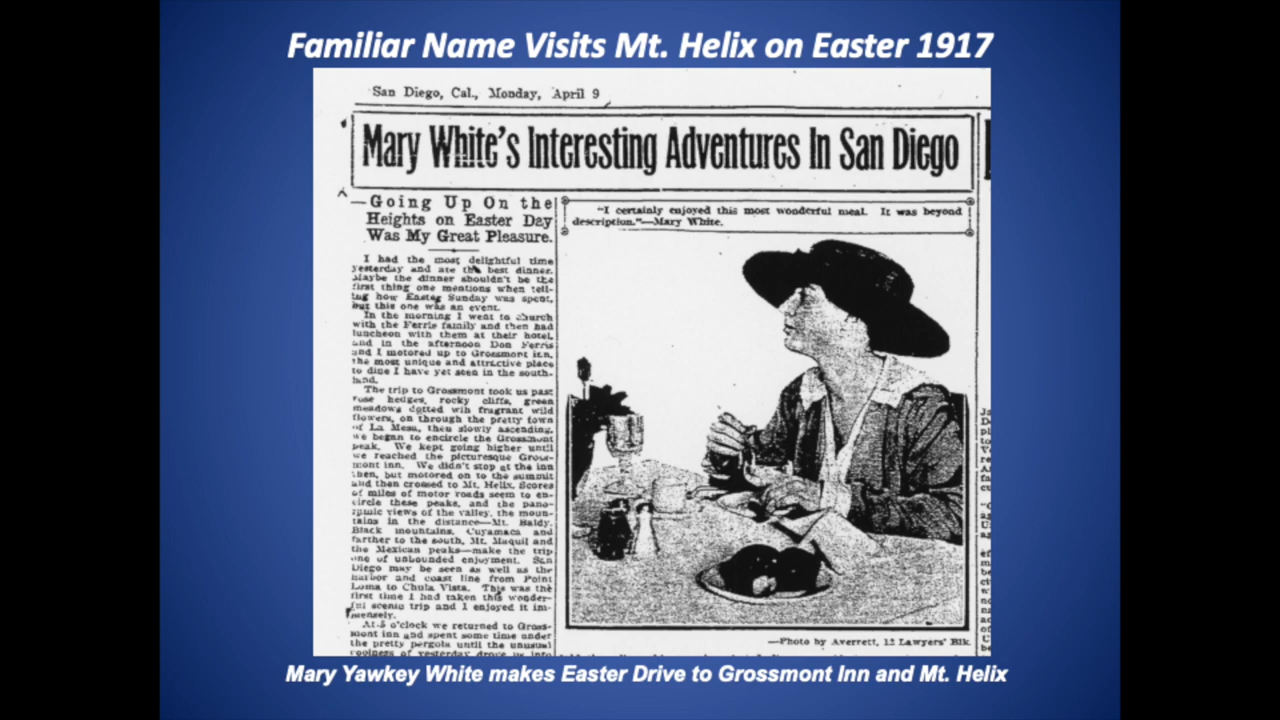 Familiar Name Visits Mt. Helix on Easter 1917
San Diego, Cal., Monday, April 9
Mary White's Interesting Adventures In San Diego
—Going Up On the
Heights on Easter Day
Was My Great Pleasure.
I had the most delightful time
yesterday and ate the best dinner.
Maybe the dinner shouldn't be the
first thing one mentions when tell-
ing how Easter Sunday was spent,
but this one was an event.
In the morning I went to church
with the Ferris family and then had
luncheon with them at their hotel,
and in the afternoon Don Ferris
and I motored up to Grossmont inn,
the most unique and attractive place
to dine I have yet seen in the south-
land.
The trip to Grossmont took us past
rose hedges, rocky cliffs, green
meadows dotted wih fragrant wild
flowers, on through the pretty town
of La Mesa, then slowly ascending,
we began to encircle the Grossmont
peak. We kept going higher until
we reached the picturesque Gross-
mont inn. We didn't stop at the inn
then, but motored on to the summit
and then crossed to Mt. Helix. Scores
of miles of motor roads seem to en-
circle these peaks, and the pano-
ramic views of the valley, the moun-
tains in the distance—Mt. Baldy,
Black mountains, Cuyamaca and
farther to the south, Mt. Miquil and
the Mexican peaks—make the trip
one of unbounded enjoyment. San
Diego may be seen as well as the
harbor and coast line from Point
Loma to Chula Vista. This was the
first time I had taken this wonder-
ful scenic trip and I enjoyed it im-
mensely.
At 5 o'clock we returned to Gross-
mont inn and spent some time under
the pretty pergola until the unusual
coolness of yesterday drove us into
"I certainly enjoyed this most wonderful meal. It was beyond
description."—Mary White.
—Photo by Averrett, 12 Lawyers' Blk.
Mary Yawkey White makes Easter Drive to Grossmont Inn and Mt. Helix